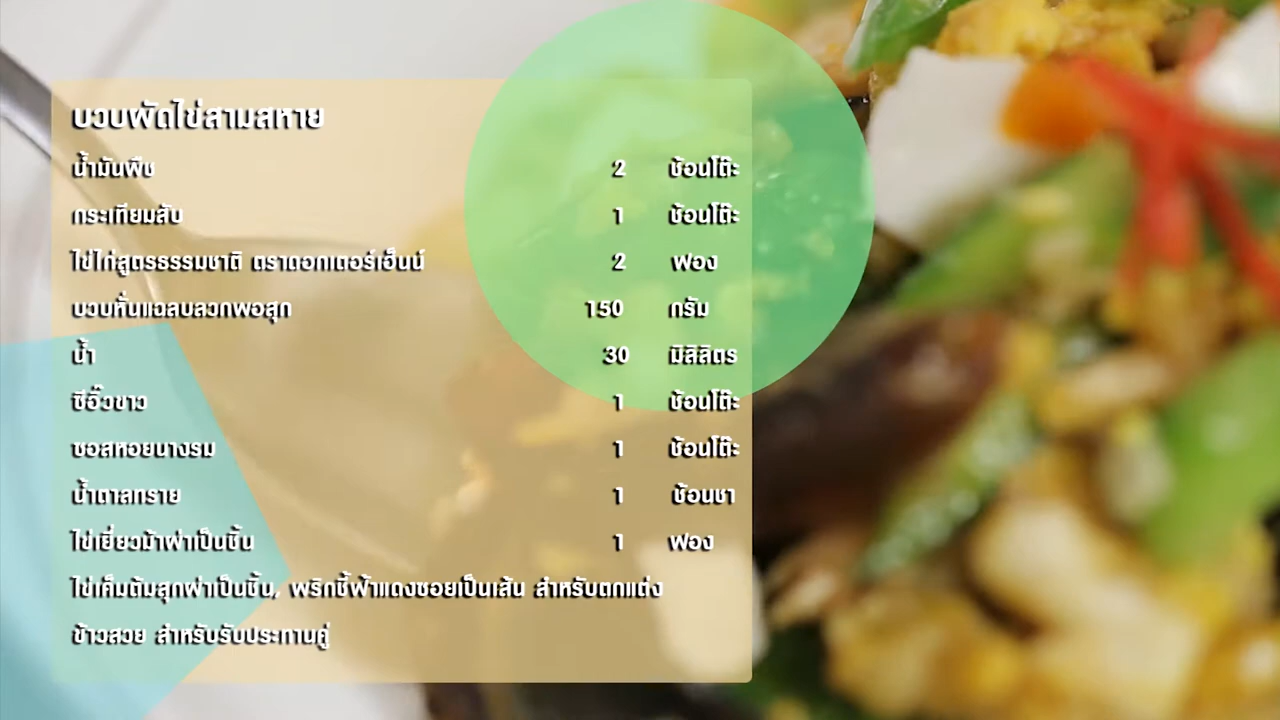 บวบผัดไข่สามสหาย
น้ำมันพืช 2 ช้อนโต๊ะ
กระเทียมสับ 1 ช้อนโต๊ะ
ไข่ไก่สูตรธรรมชาติ ตราดอกเตอร์เอ็นน์ 2 ฟอง
บวบหั่นแฉลบลวกพอสุก 150 กรัม
น้ำ 30 มิลิลิตร
ซีอิ๊วขาว 1 ช้อนโต๊ะ
ซอสหอยนางรม 1 ช้อนโต๊ะ
น้ำตาลทราย 1 ช้อนชา
ไข่เยี่ยวม้าผ่าเป็นชิ้น 1 ฟอง
ไข่เค็มต้มสุกผ่าเป็นชิ้น, พริกชี้ฟ้าแดงซอยเป็นเส้น สำหรับตกแต่ง
ข้าวสวย สำหรับรับประทานคู่